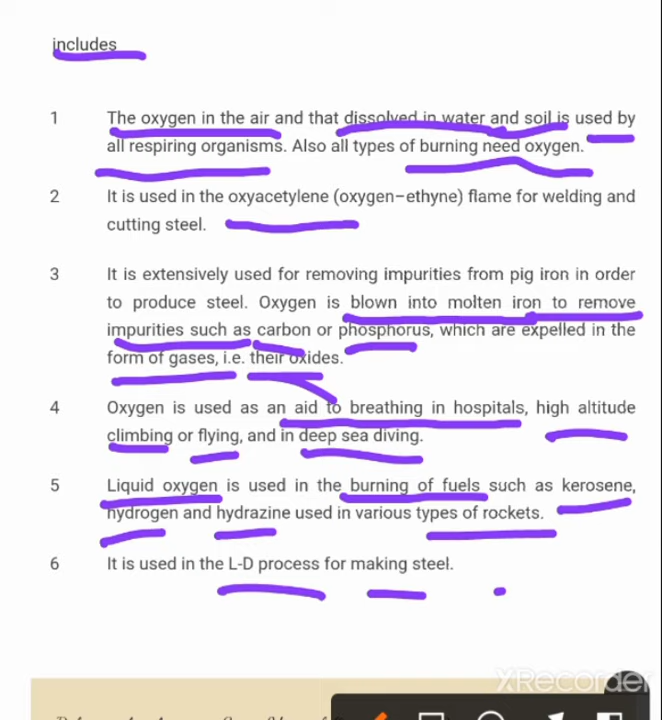 includes
1 The oxygen in the air and that dissolved in water and soil is used by
all respiring organisms. Also all types of burning need oxygen.
2 It is used in the oxyacetylene (oxygen–ethyne) flame for welding and
cutting steel.
3 It is extensively used for removing impurities from pig iron in order
to produce steel. Oxygen is blown into molten iron to remove
impurities such as carbon or phosphorus, which are expelled in the
form of gases, i.e. their oxides.
4 Oxygen is used as an aid to breathing in hospitals, high altitude
climbing or flying, and in deep sea diving.
5 Liquid oxygen is used in the burning of fuels such as kerosene,
hydrogen and hydrazine used in various types of rockets.
6 It is used in the L-D process for making steel.
XRecorder